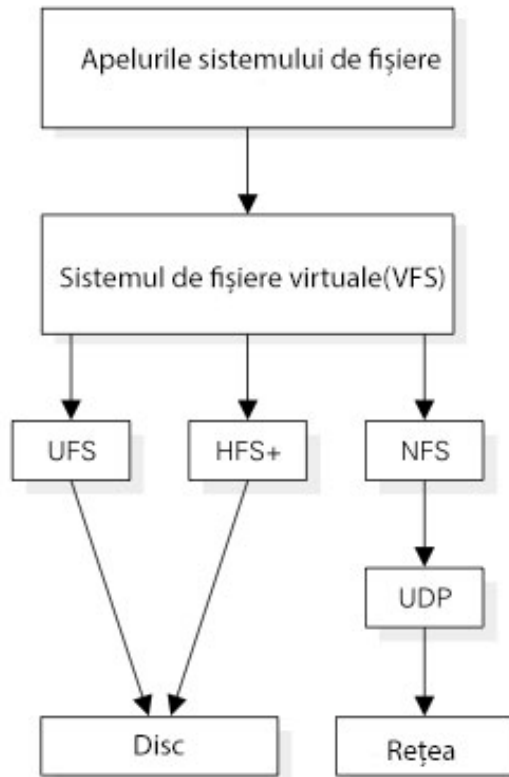 Apelurile sistemului de fișiere
Sistemul de fișiere virtuale(VFS)
UFS
HFS+
NFS
UDP
Disc
Rețea